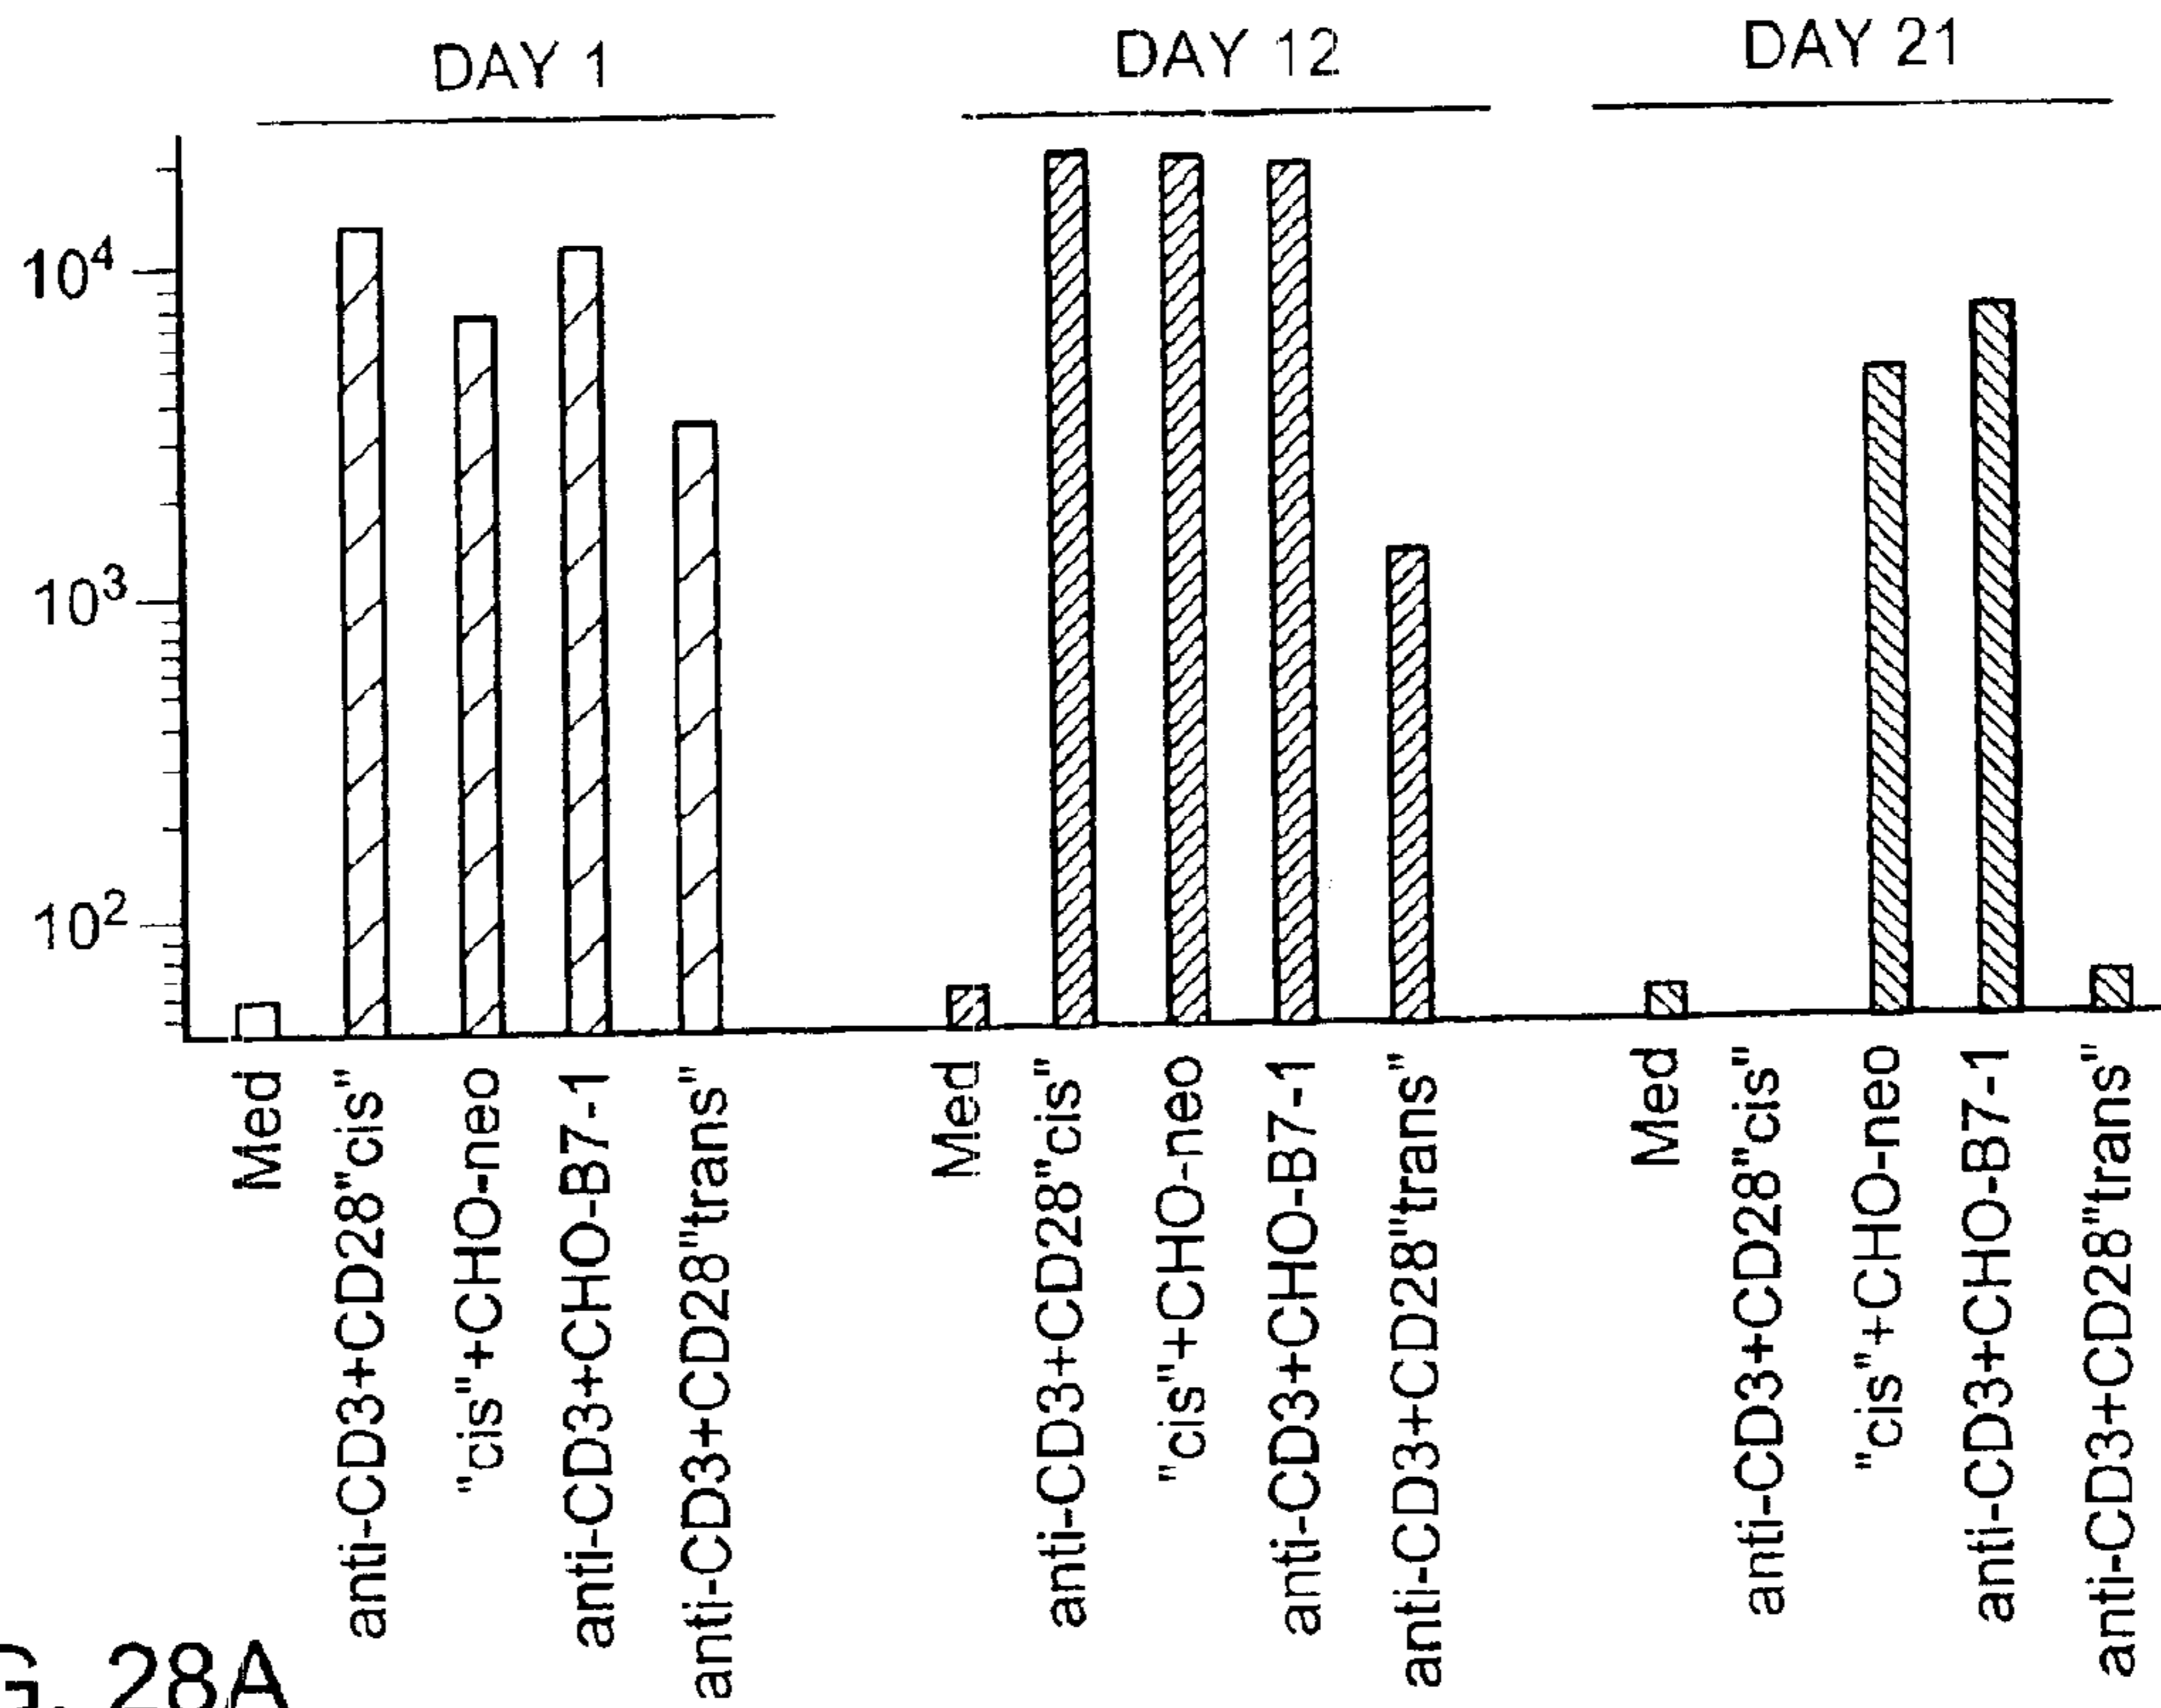 DAY 1
DAY 12
DAY 21
10⁴
10³
10²
Med
anti-CD3+CD28"cis"
"cis"+CHO-neo
anti-CD3+CHO-B7-1
anti-CD3+CD28"trans"
Med
anti-CD3+CD28"cis"
"cis"+CHO-neo
anti-CD3+CHO-B7-1
anti-CD3+CD28"trans"
Med
anti-CD3+CD28"cis"
"cis"+CHO-neo
anti-CD3+CHO-B7-1
anti-CD3+CD28"trans"
G. 28A